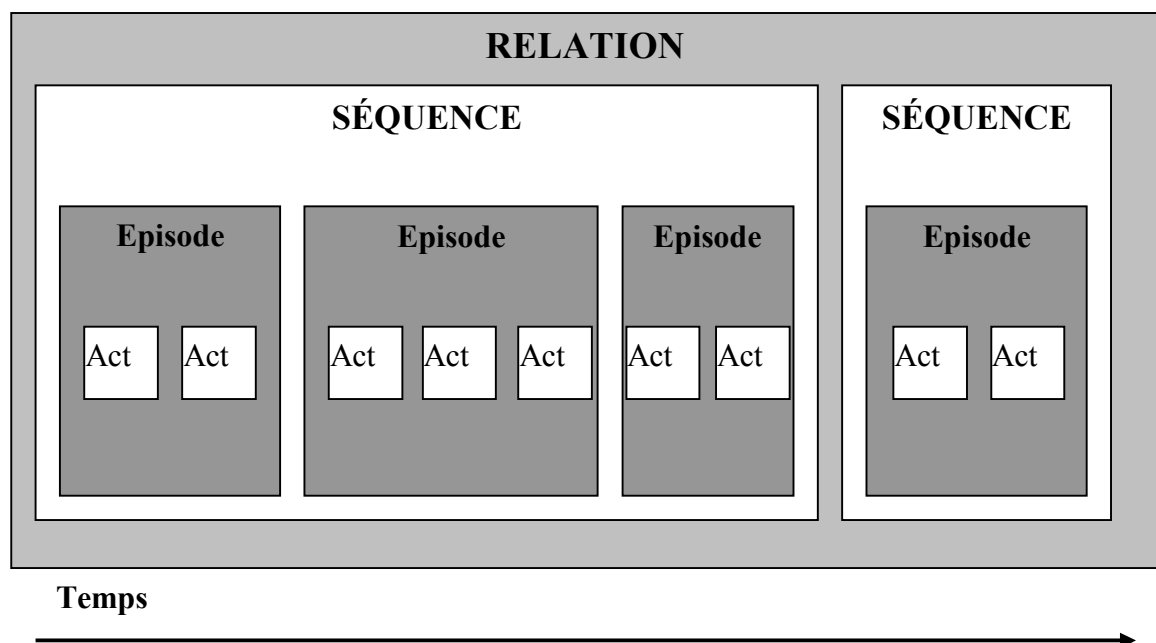 RELATION
SÉQUENCE SÉQUENCE
Episode Episode Episode Episode
Act Act Act Act Act Act Act Act Act
Temps